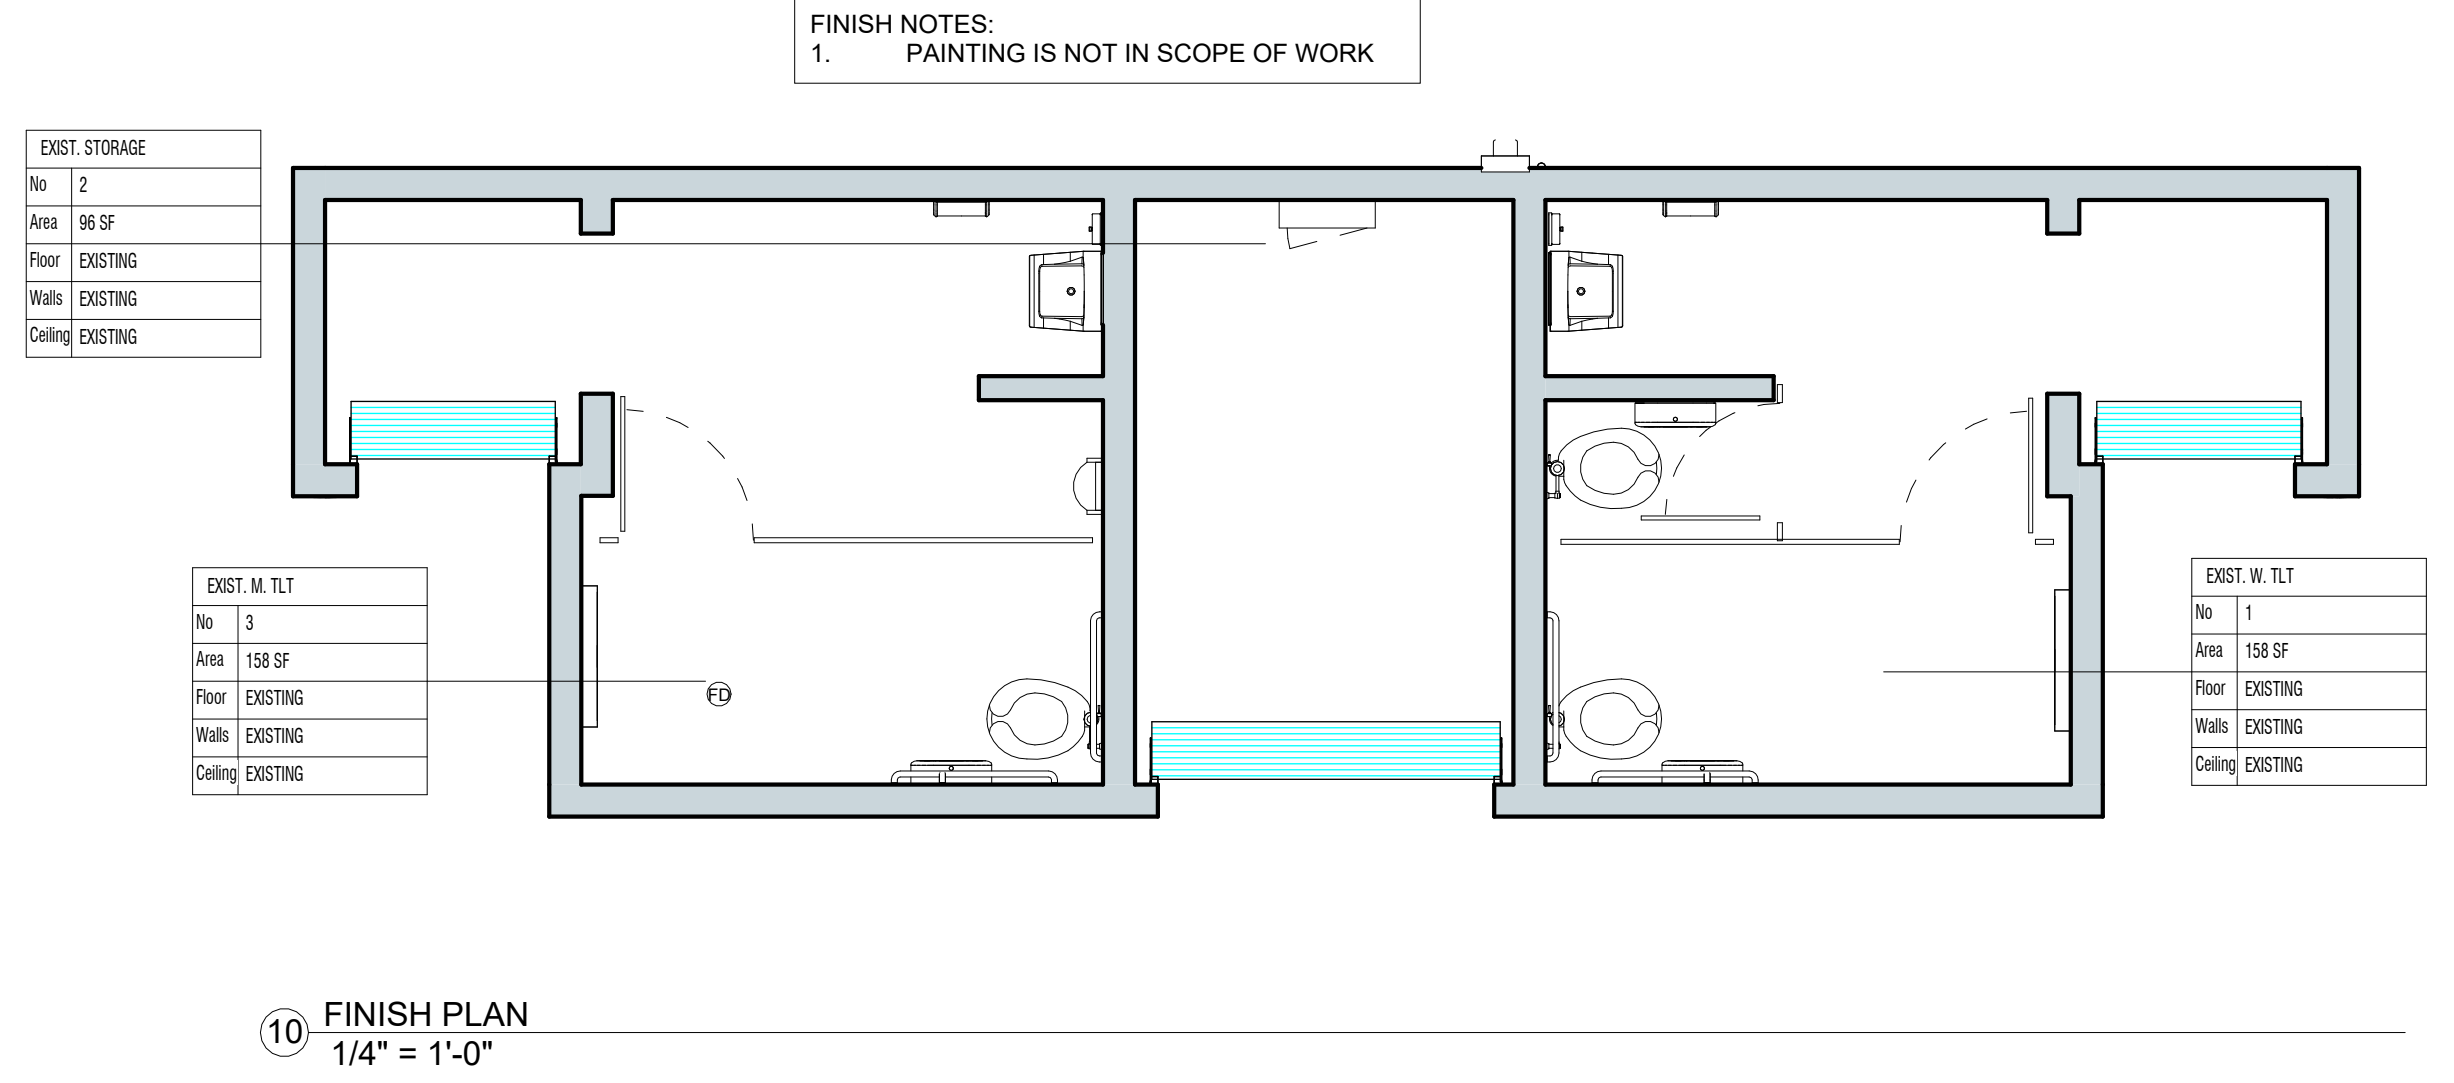 FINISH NOTES:
1. PAINTING IS NOT IN SCOPE OF WORK
EXIST. STORAGE
No 2
Area 96 SF
Floor EXISTING
Walls EXISTING
Ceiling EXISTING
EXIST. M. TLT
No 3
Area 158 SF
Floor EXISTING
Walls EXISTING
Ceiling EXISTING
FD
EXIST. W. TLT
No 1
Area 158 SF
Floor EXISTING
Walls EXISTING
Ceiling EXISTING
10 FINISH PLAN
1/4" = 1'-0"